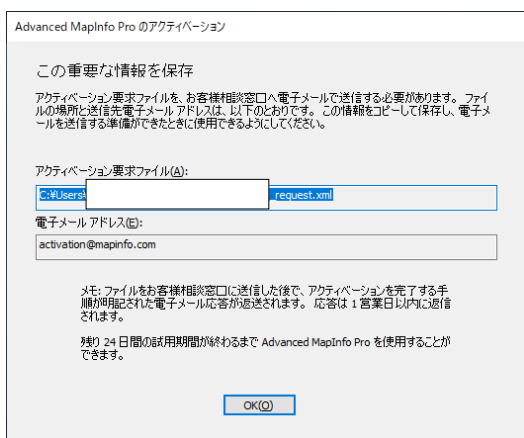 Advanced MapInfo Pro のアクティベーション
この重要な情報を保存
アクティベーション要求ファイルを、お客様相談窓口へ電子メールで送信する必要があります。 ファイ
ルの場所と送信先電子メール アドレスは、以下のとおりです。 この情報をコピーして保存し、電子メ
ールを送信する準備ができたときに使用できるようにしてください。
アクティベーション要求ファイル(A):
C:¥Users¥ _request.xml
電子メール アドレス(E):
activation@mapinfo.com
メモ: ファイルをお客様相談窓口に送信した後で、アクティベーションを完了する手
順が明記された電子メール応答が返送されます。 応答は 1 営業日以内に返信
されます。
残り 24 日間の試用期間が終わるまで Advanced MapInfo Pro を使用することが
できます。
OK(O)